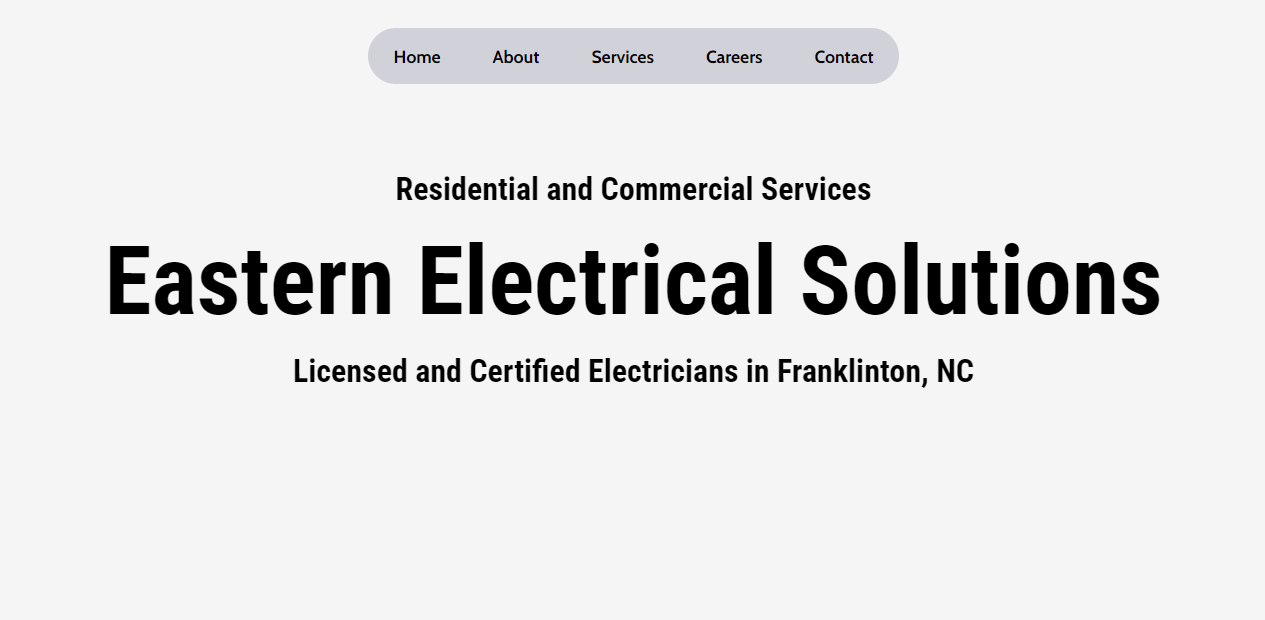 Home About Services Careers Contact
Residential and Commercial Services
Eastern Electrical Solutions
Licensed and Certified Electricians in Franklinton, NC